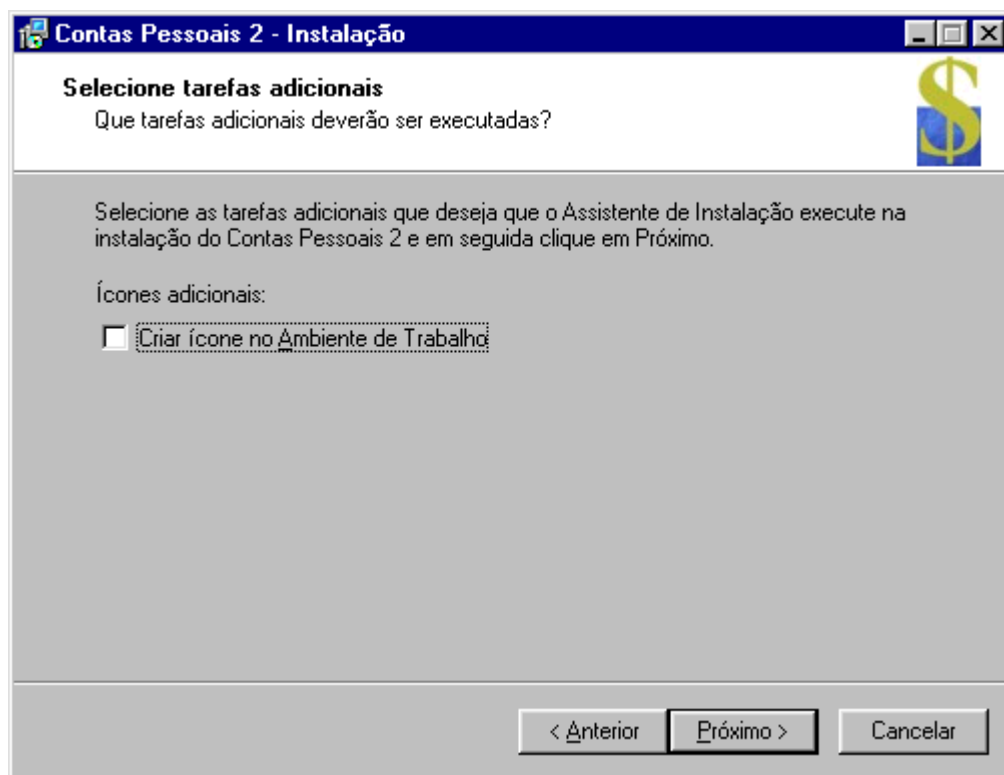 Contas Pessoais 2 - Instalação
Selecione tarefas adicionais
Que tarefas adicionais deverão ser executadas?
Selecione as tarefas adicionais que deseja que o Assistente de Instalação execute na
instalação do Contas Pessoais 2 e em seguida clique em Próximo.
Ícones adicionais:
Criar ícone no Ambiente de Trabalho
< Anterior Próximo > Cancelar